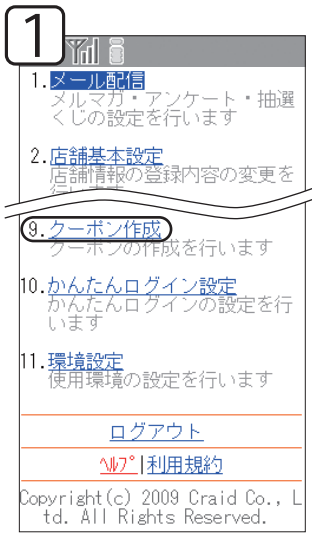 1
1.メール配信
メルマガ・アンケート・抽選
くじの設定を行います
2.店舗基本設定
店舗情報の登録内容の変更を
行います
9.クーポン作成
クーポンの作成を行います
10.かんたんログイン設定
かんたんログインの設定を行
います
11.環境設定
使用環境の設定を行います
ログアウト
ﾍﾙﾌﾟ|利用規約
Copyright(c) 2009 Craid Co., L
td. All Rights Reserved.